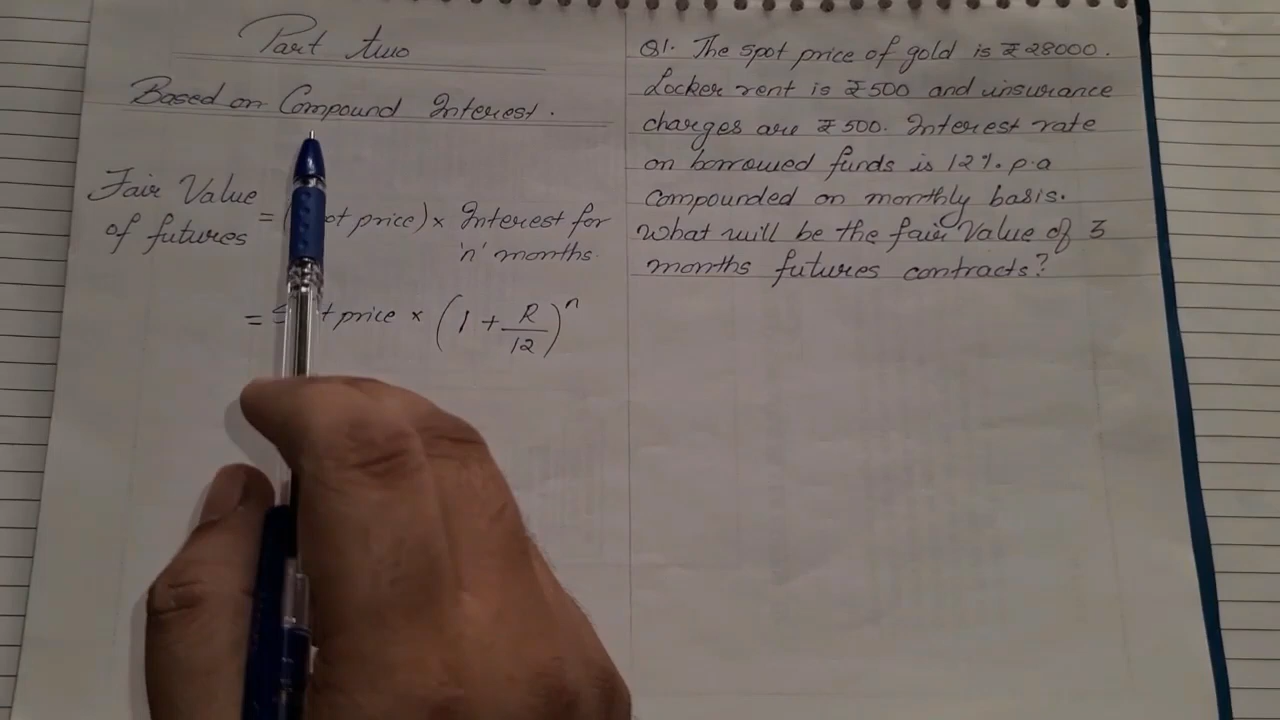 Part two
Based on Compound Interest.
Fair Value
of futures
= ( ot price) × Interest for
'n' months.
= S t price × (1 + R/12)^n
Q1. The spot price of gold is ₹28000.
Locker rent is ₹500 and insurance
charges are ₹500. Interest rate
on borrowed funds is 12%. p.a
compounded on monthly basis.
What will be the fair value of 3
months futures contracts?